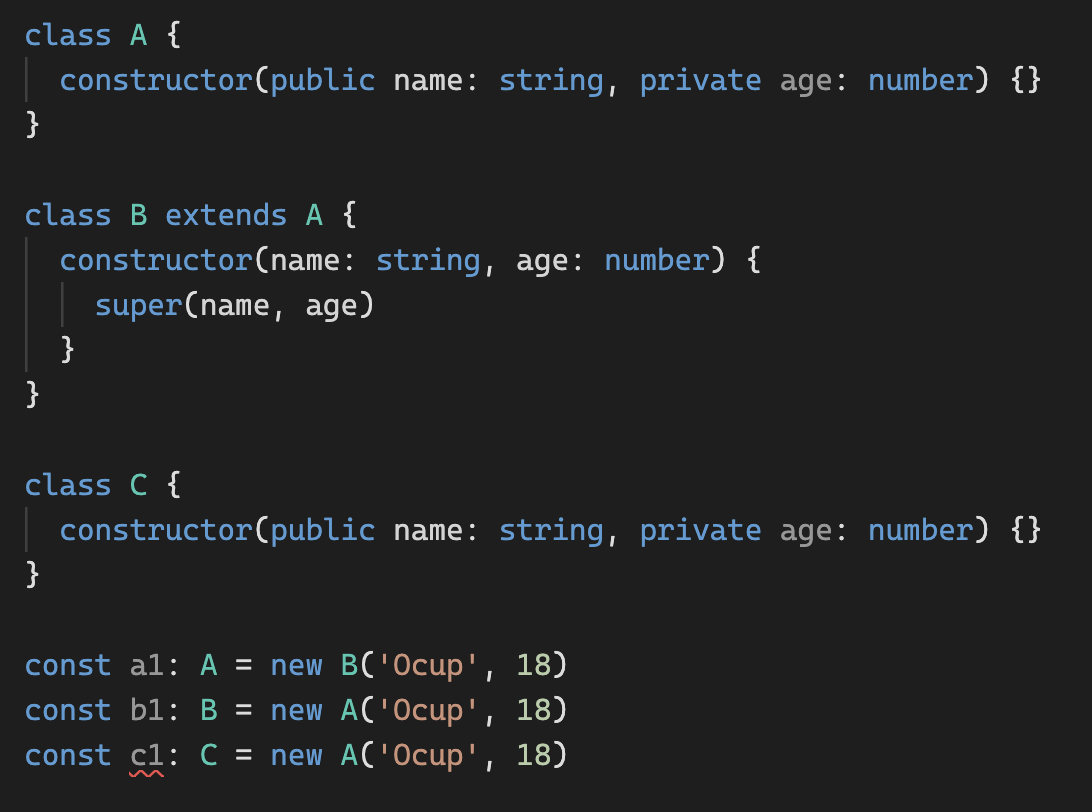 class A {
  constructor(public name: string, private age: number) {}
}
class B extends A {
  constructor(name: string, age: number) {
    super(name, age)
  }
}
class C {
  constructor(public name: string, private age: number) {}
}
const a1: A = new B('Ocup', 18)
const b1: B = new A('Ocup', 18)
const c1: C = new A('Ocup', 18)